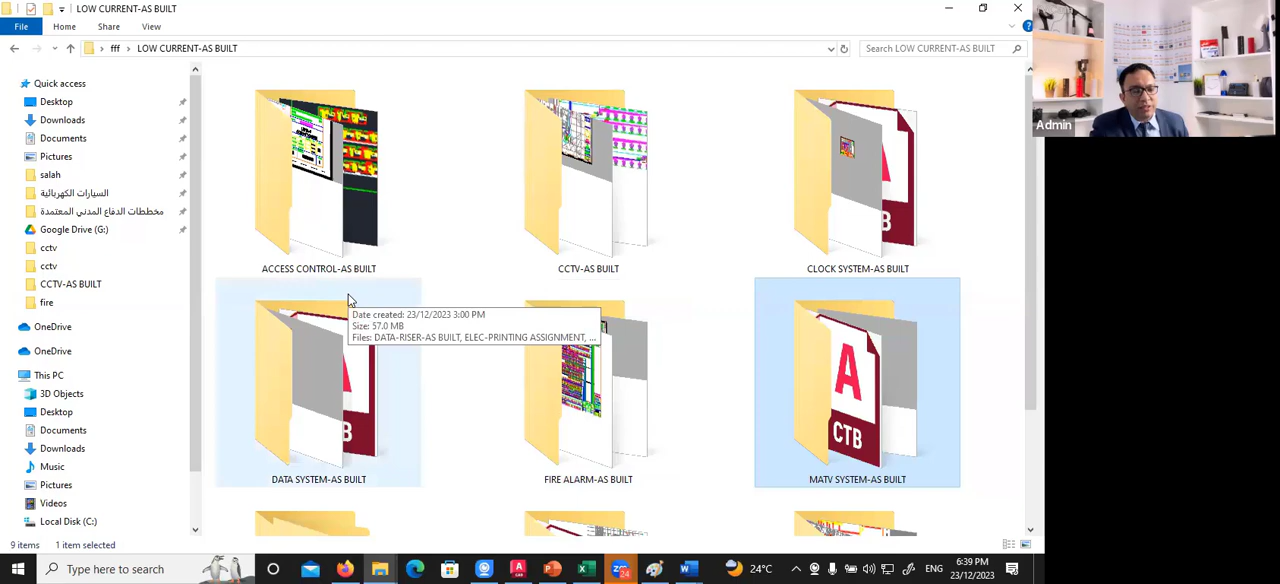 LOW CURRENT-AS BUILT
File Home Share View
fff LOW CURRENT-AS BUILT
Search LOW CURRENT-AS BUILT
Quick access
Desktop
Downloads
Documents
Pictures
salah
السيارات الكهربائية
مخططات الدفاع المدني المعتمدة
Google Drive (G:)
cctv
cctv
CCTV-AS BUILT
fire
OneDrive
OneDrive
This PC
3D Objects
Desktop
Documents
Downloads
Music
Pictures
Videos
Local Disk (C:)
ACCESS CONTROL-AS BUILT
CCTV-AS BUILT
CLOCK SYSTEM-AS BUILT
Date created: 23/12/2023 3:00 PM
Size: 57.0 MB
Files: DATA-RISER-AS BUILT, ELEC-PRINTING ASSIGNMENT, ...
CTB
DATA SYSTEM-AS BUILT
FIRE ALARM-AS BUILT
MATV SYSTEM-AS BUILT
Admin
9 items 1 item selected
Type here to search
24°C
ENG
6:39 PM
23/12/2023